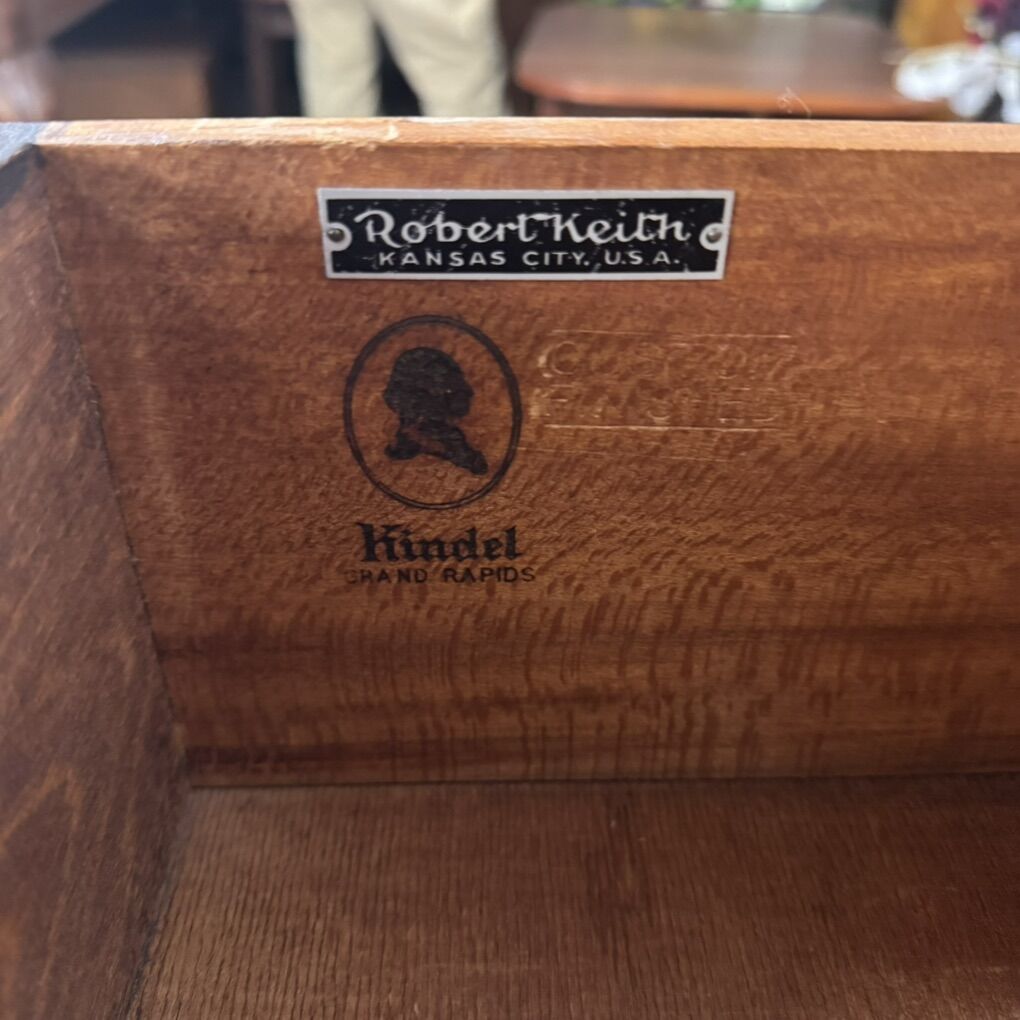 Robert Keith
KANSAS CITY, U.S.A.
Kindel
GRAND RAPIDS